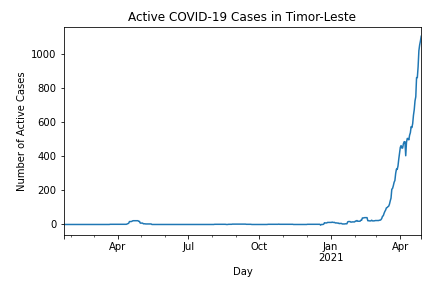 Active COVID-19 Cases in Timor-Leste
Number of Active Cases
1000
800
600
400
200
0
Apr
Jul
Oct
Jan
2021
Apr
Day